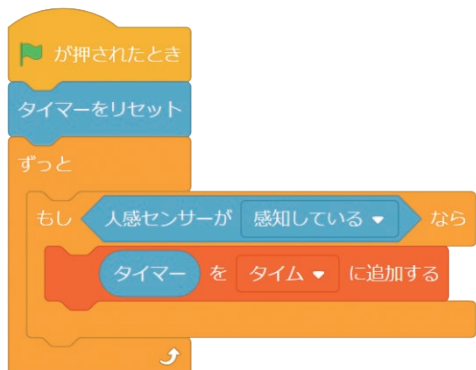 が押されたとき
タイマーをリセット
ずっと
もし 人感センサーが 感知している なら
タイマー を タイム に追加する